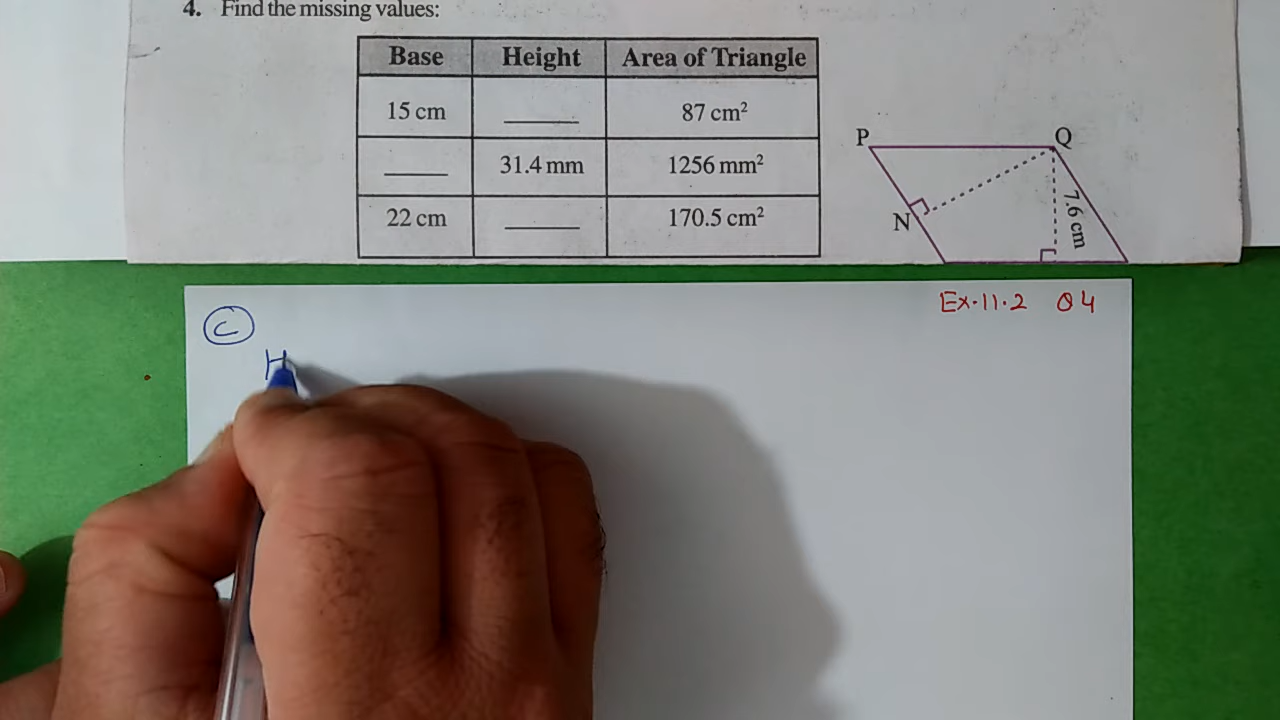 4. Find the missing values:
Base Height Area of Triangle
15 cm ______ 87 cm²
______ 31.4 mm 1256 mm²
22 cm ______ 170.5 cm²
P Q
N 7.6 cm
Ex.11.2 Q4
C
H